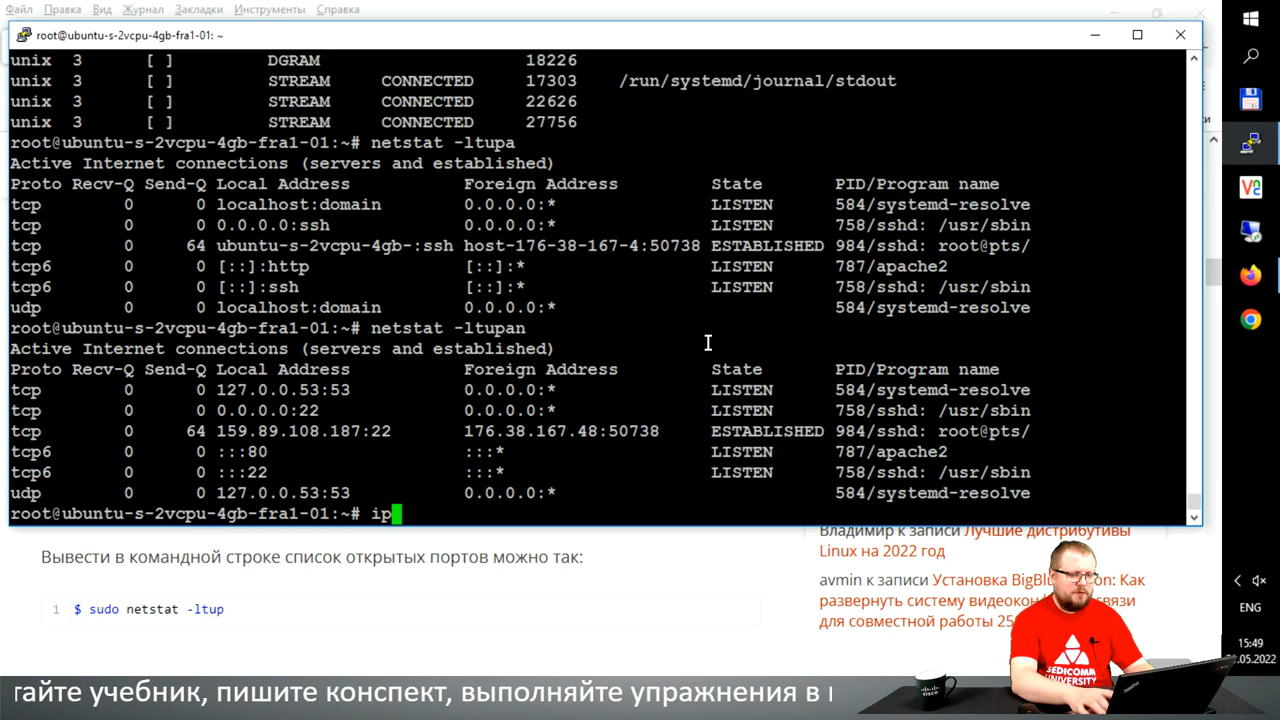 Файл Правка Вид Журнал Закладки Инструменты Справка
root@ubuntu-s-2vcpu-4gb-fra1-01: ~
unix 3 [ ] DGRAM 18226
unix 3 [ ] STREAM CONNECTED 17303 /run/systemd/journal/stdout
unix 3 [ ] STREAM CONNECTED 22626
unix 3 [ ] STREAM CONNECTED 27756
root@ubuntu-s-2vcpu-4gb-fra1-01:~# netstat -ltupa
Active Internet connections (servers and established)
Proto Recv-Q Send-Q Local Address Foreign Address State PID/Program name
tcp 0 0 localhost:domain 0.0.0.0:* LISTEN 584/systemd-resolve
tcp 0 0 0.0.0.0:ssh 0.0.0.0:* LISTEN 758/sshd: /usr/sbin
tcp 0 64 ubuntu-s-2vcpu-4gb-:ssh host-176-38-167-4:50738 ESTABLISHED 984/sshd: root@pts/
tcp6 0 0 [::]:http [::]:* LISTEN 787/apache2
tcp6 0 0 [::]:ssh [::]:* LISTEN 758/sshd: /usr/sbin
udp 0 0 localhost:domain 0.0.0.0:* 584/systemd-resolve
root@ubuntu-s-2vcpu-4gb-fra1-01:~# netstat -ltupan
Active Internet connections (servers and established)
Proto Recv-Q Send-Q Local Address Foreign Address State PID/Program name
tcp 0 0 127.0.0.53:53 0.0.0.0:* LISTEN 584/systemd-resolve
tcp 0 0 0.0.0.0:22 0.0.0.0:* LISTEN 758/sshd: /usr/sbin
tcp 0 64 159.89.108.187:22 176.38.167.48:50738 ESTABLISHED 984/sshd: root@pts/
tcp6 0 0 :::80 :::* LISTEN 787/apache2
tcp6 0 0 :::22 :::* LISTEN 758/sshd: /usr/sbin
udp 0 0 127.0.0.53:53 0.0.0.0:* 584/systemd-resolve
root@ubuntu-s-2vcpu-4gb-fra1-01:~# ip
Вывести в командной строке список открытых портов можно так:
1 $ sudo netstat -ltup
Владимир к записи Лучшие дистрибутивы
Linux на 2022 год
avmin к записи Установка BigBlu on: Как
развернуть систему видеокон связи
для совместной работы 25
ENG
15:49
.05.2022
SEDICOMM
UNIVERSITY
ThinkPad
CISCO
гайте учебник, пишите конспект, выполняйте упражнения в